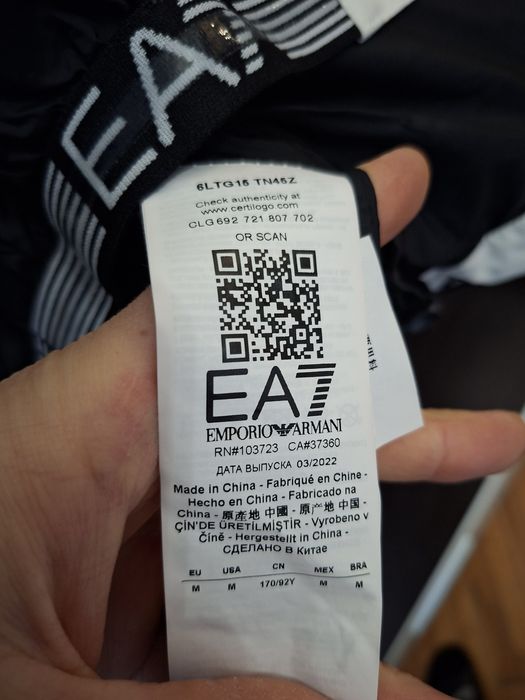 EA7
6LTG15 TN45Z
Check authenticity at
www.certilogo.com
CLG 692 721 807 702
OR SCAN
EA7
EMPORIO ARMANI
RN#103723 CA#37360
ДАТА ВЫПУСКА 03/2022
Made in China - Fabriqué en Chine -
Hecho en China - Fabricado na
China - 原產地 中國 - 原产地 中国 -
ÇİN'DE ÜRETİLMİŞTİR - Vyrobeno v
Číně - Hergestellt in China -
СДЕЛАНО В Китае
EU USA CN MEX BRA
M M 170/92Y M M